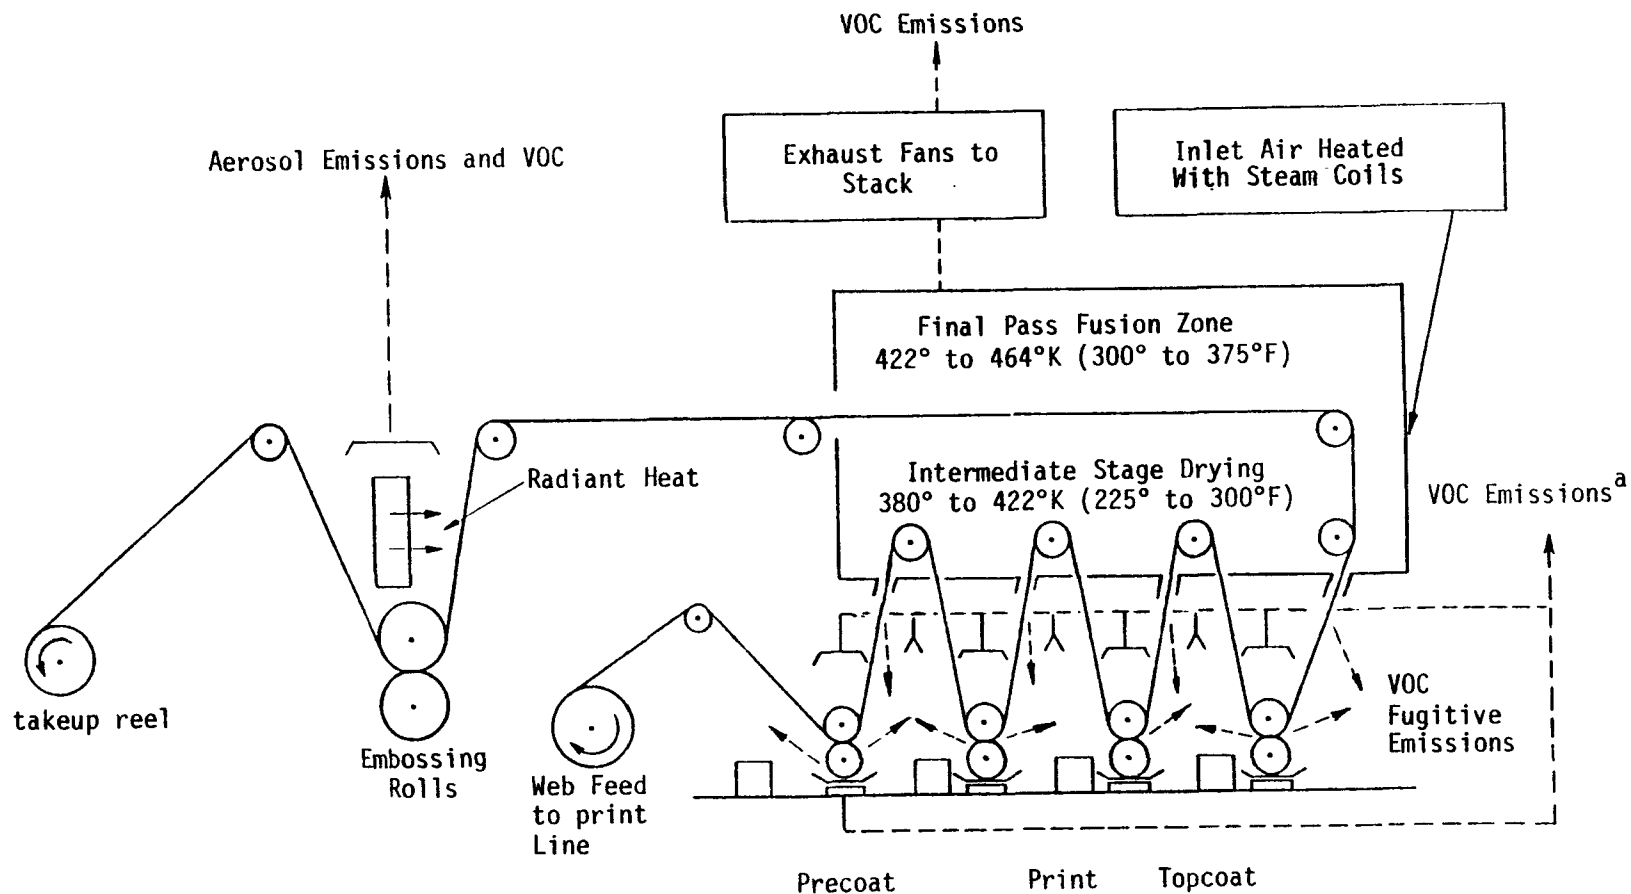 VOC Emissions
Aerosol Emissions and VOC
Exhaust Fans to
Stack
Inlet Air Heated
With Steam Coils
Final Pass Fusion Zone
422° to 464°K (300° to 375°F)
Radiant Heat
Intermediate Stage Drying
380° to 422°K (225° to 300°F)
VOC Emissionsᵃ
takeup reel
Embossing
Rolls
Web Feed
to print
Line
VOC
Fugitive
Emissions
Precoat
Print
Topcoat